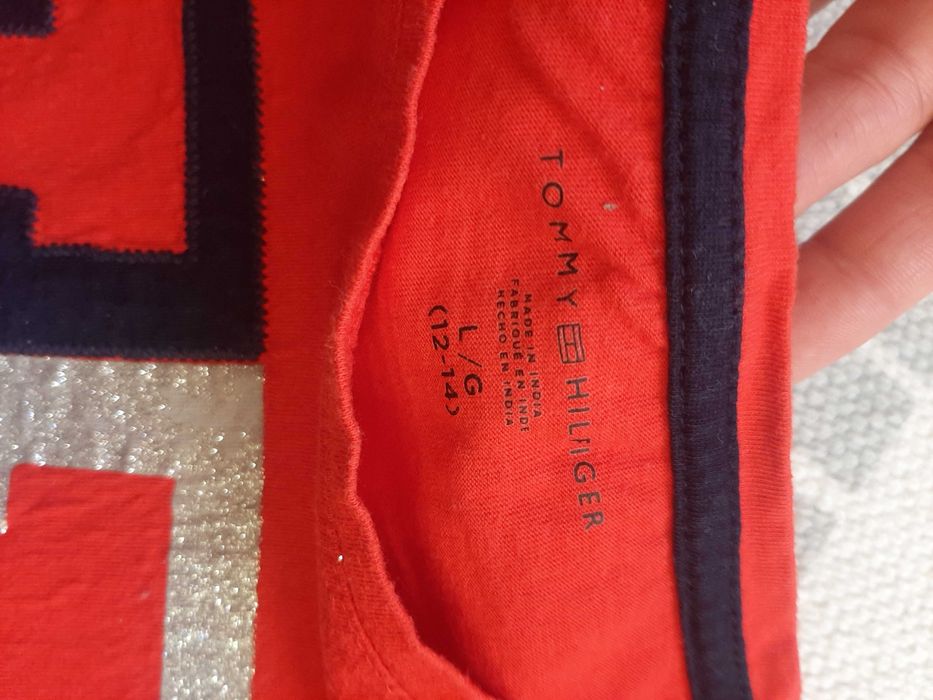 TOMMY HILFIGER
MADE IN INDIA
FABRIQUÉ EN INDE
HECHO EN INDIA
L/G
(12-14)